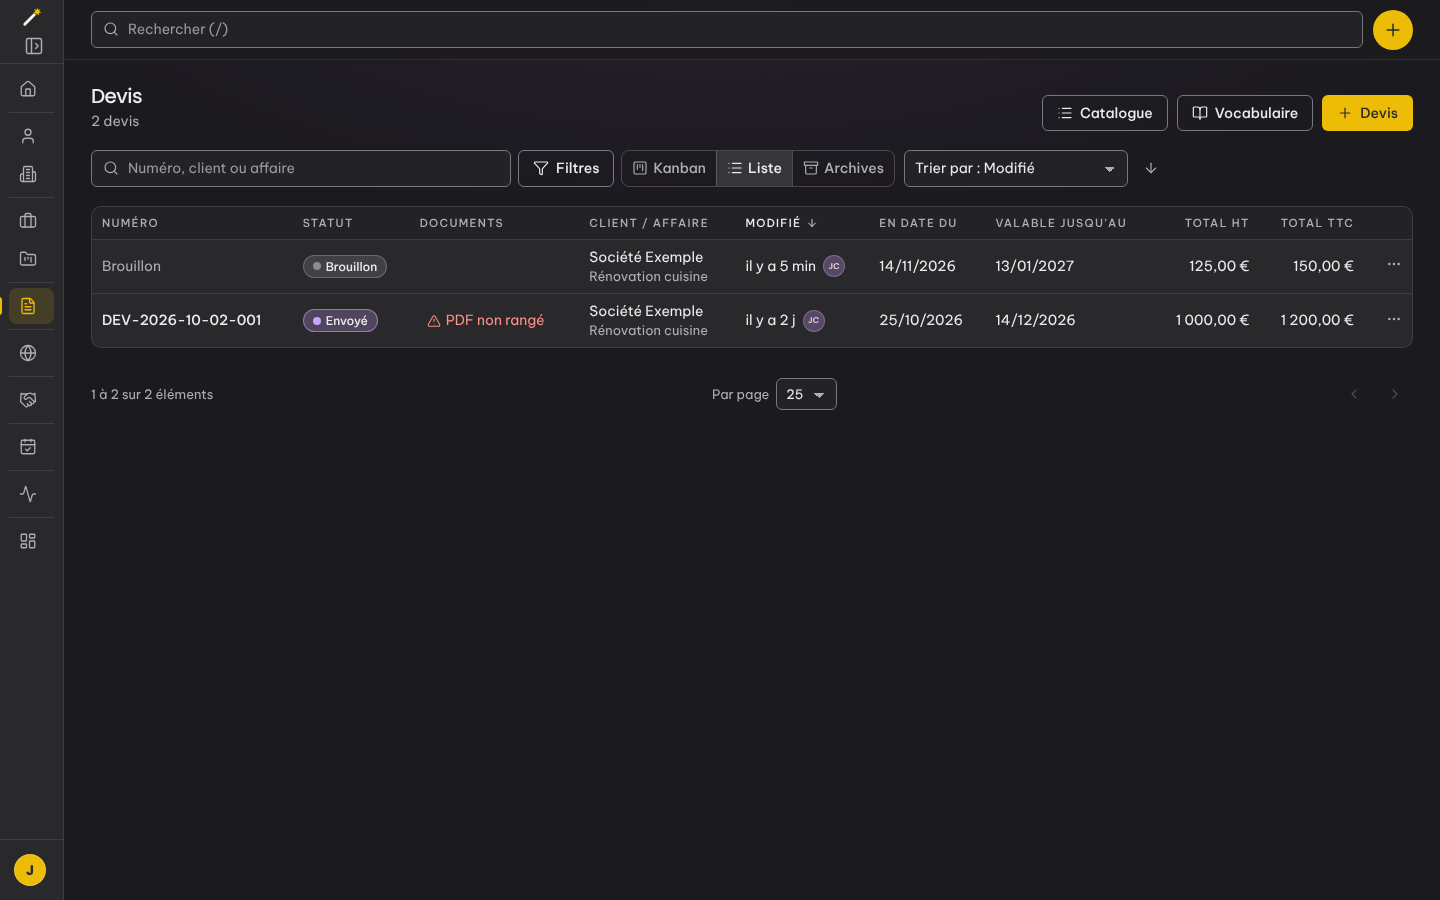 Rechercher (/)
Devis
2 devis
Catalogue
Vocabulaire
Devis
Numéro, client ou affaire
Filtres
Kanban
Liste
Archives
Trier par : Modifié
NUMÉRO STATUT DOCUMENTS CLIENT / AFFAIRE MODIFIÉ EN DATE DU VALABLE JUSQU'AU TOTAL HT TOTAL TTC
Brouillon Brouillon Société Exemple il y a 5 min JC 14/11/2026 13/01/2027 125,00 € 150,00 €
Rénovation cuisine
DEV-2026-10-02-001 Envoyé PDF non rangé Société Exemple il y a 2 j JC 25/10/2026 14/12/2026 1 000,00 € 1 200,00 €
Rénovation cuisine
1 à 2 sur 2 éléments
Par page 25
J